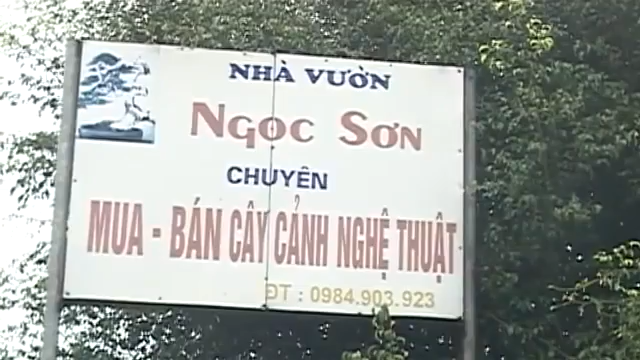 NHÀ VƯỜN
NGỌC SƠN
CHUYÊN
MUA - BÁN CÂY CẢNH NGHỆ THUẬT
ĐT : 0984.903.923